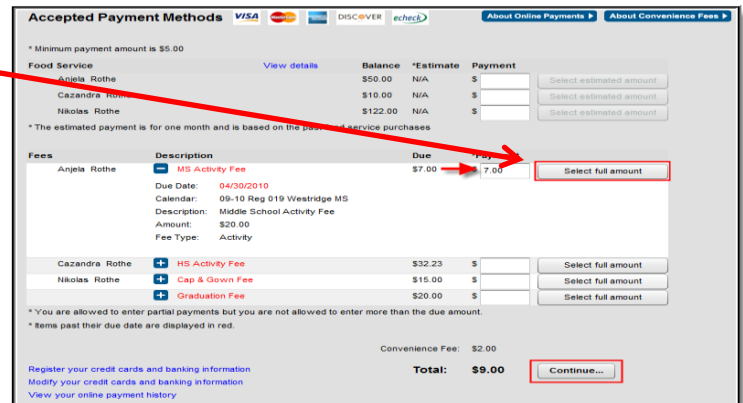 Accepted Payment Methods VISA DISCOVER echeck About Online Payments About Convenience Fees
* Minimum payment amount is $5.00
Food Service View details Balance *Estimate Payment
Anjela Rothe $50.00 N/A $ Select estimated amount
Cazandra Rothe $10.00 N/A $ Select estimated amount
Nikolas Rothe $122.00 N/A $ Select estimated amount
* The estimated payment is for one month and is based on the past food service purchases
Fees Description Due *Payment
Anjela Rothe MS Activity Fee $7.00 $ 7.00 Select full amount
Due Date: 04/30/2010
Calendar: 09-10 Reg 019 Westridge MS
Description: Middle School Activity Fee
Amount: $20.00
Fee Type: Activity
Cazandra Rothe HS Activity Fee $32.23 $ Select full amount
Nikolas Rothe Cap & Gown Fee $15.00 $ Select full amount
Graduation Fee $20.00 $ Select full amount
* You are allowed to enter partial payments but you are not allowed to enter more than the due amount.
* Items past their due date are displayed in red.
Convenience Fee: $2.00
Register your credit cards and banking information Total: $9.00 Continue...
Modify your credit cards and banking information
View your online payment history